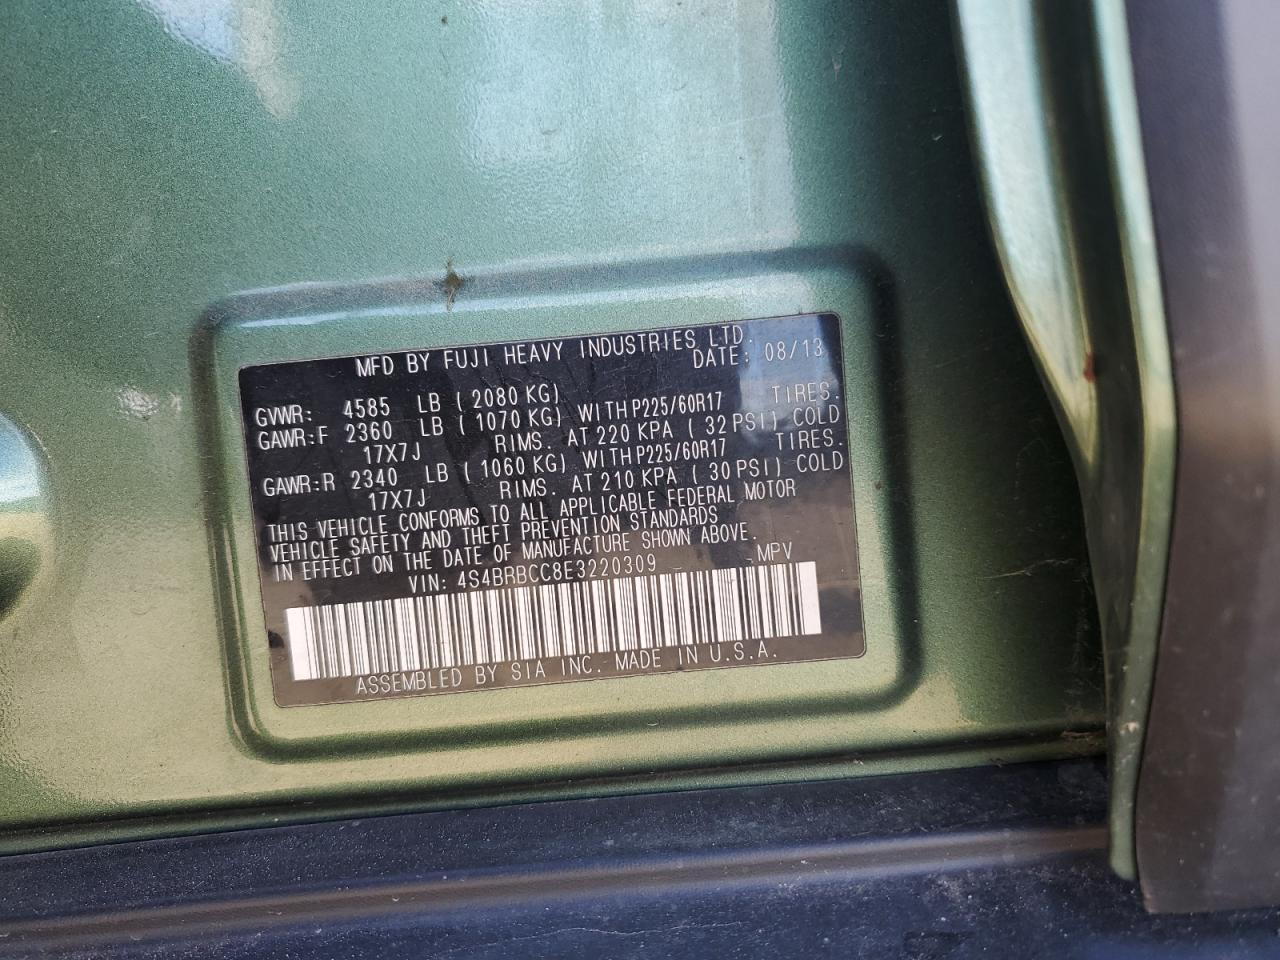 MFD BY FUJI HEAVY INDUSTRIES LTD.
DATE: 08/13
GVWR: 4585 LB ( 2080 KG)
GAWR:F 2360 LB ( 1070 KG) WITH P225/60R17 TIRES.
17X7J RIMS. AT 220 KPA ( 32 PSI) COLD
GAWR:R 2340 LB ( 1060 KG) WITH P225/60R17 TIRES.
17X7J RIMS. AT 210 KPA ( 30 PSI) COLD
THIS VEHICLE CONFORMS TO ALL APPLICABLE FEDERAL MOTOR
VEHICLE SAFETY AND THEFT PREVENTION STANDARDS
IN EFFECT ON THE DATE OF MANUFACTURE SHOWN ABOVE.
VIN: 4S4BRBCC8E3220309 MPV
ASSEMBLED BY SIA INC. MADE IN U.S.A.